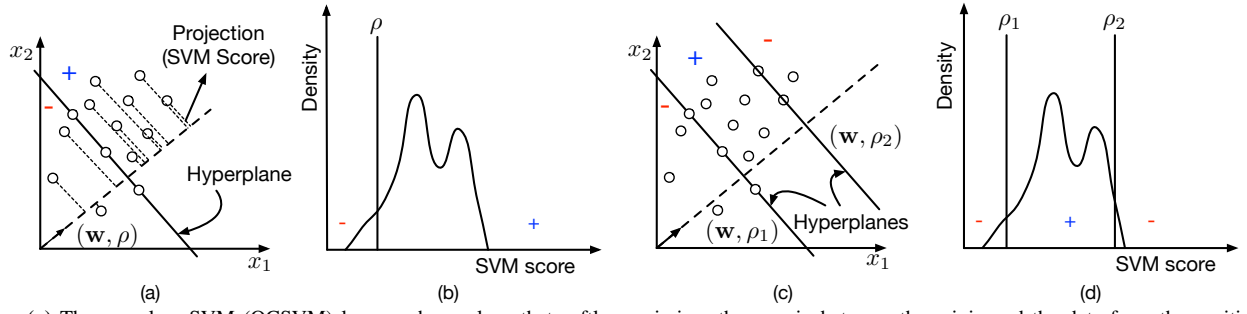 x₂
+
-
Projection
(SVM Score)
Hyperplane
(w, ρ)
x₁
(a)
Density
ρ
-
+
SVM score
(b)
x₂
+
-
-
(w, ρ₂)
Hyperplanes
(w, ρ₁)
x₁
(c)
Density
ρ₁
ρ₂
-
+
-
SVM score
(d)